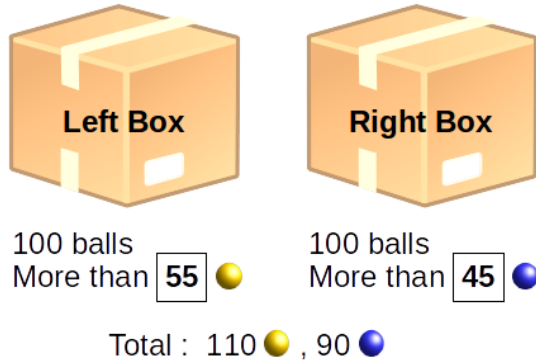 Left Box
Right Box
100 balls
More than 55
100 balls
More than 45
Total : 110 , 90